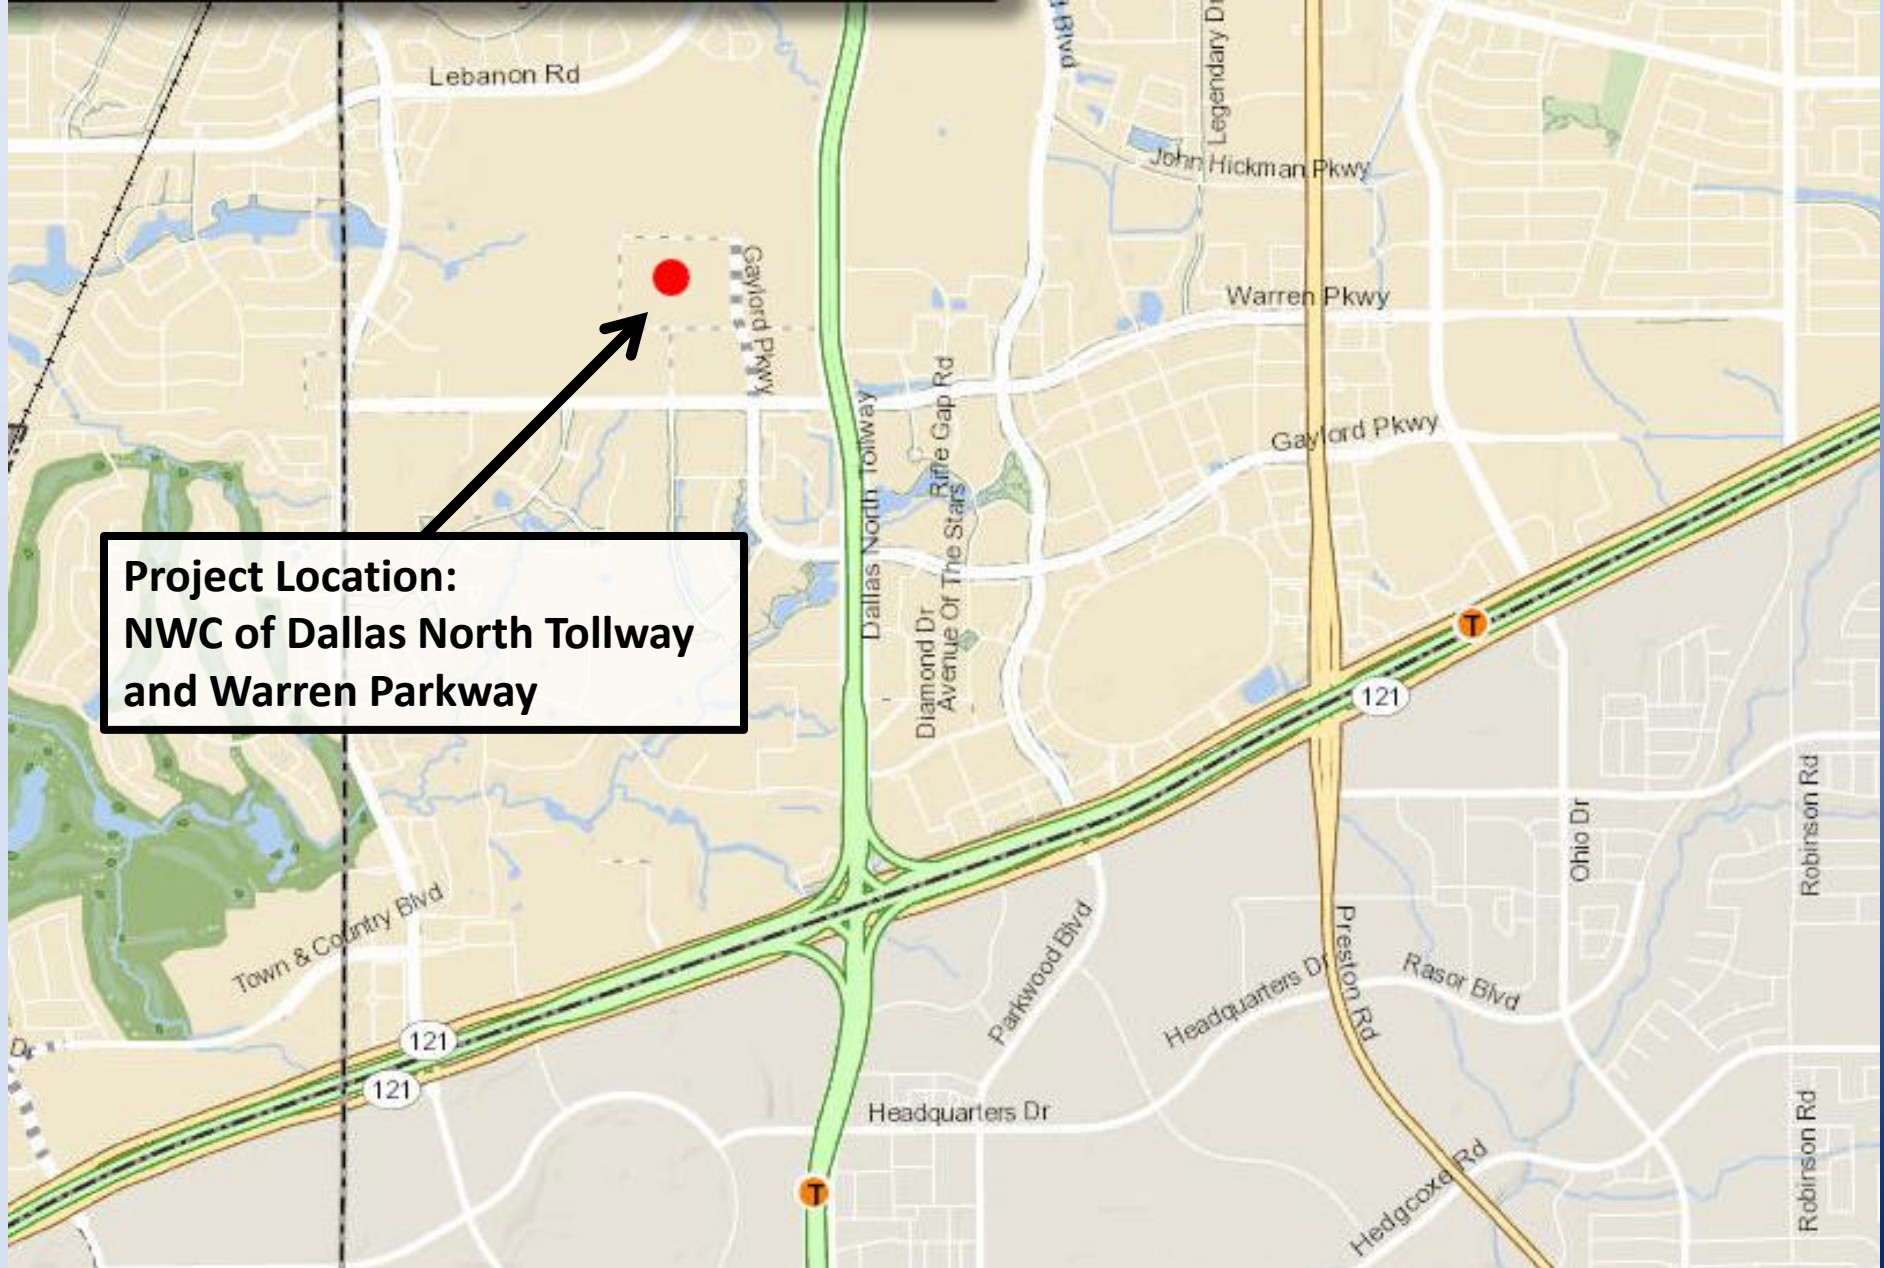 Blvd
Legendary Dr
Lebanon Rd
John Hickman Pkwy
Gaylord Pkwy
Warren Pkwy
Rifle Gap Rd
Dallas North Tollway
Gaylord Pkwy
Avenue Of The Stars
Diamond Dr
Project Location:
NWC of Dallas North Tollway
and Warren Parkway
T
121
Robinson Rd
Ohio Dr
Town & Country Blvd
Parkwood Blvd
Preston Rd
Headquarters Dr
Rasor Blvd
Dr
121
121
Headquarters Dr
Robinson Rd
Hedgcoxe Rd
T